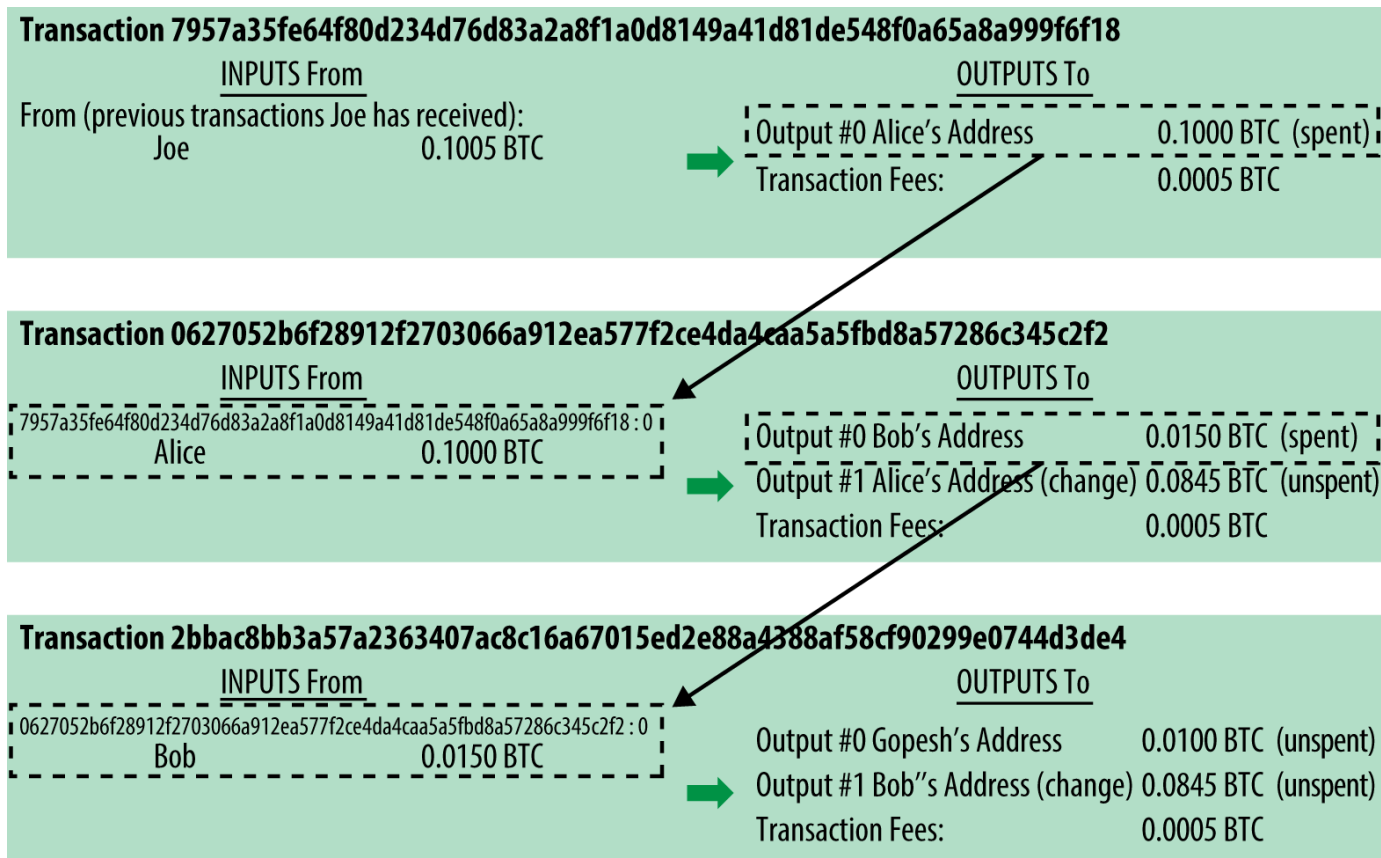 Transaction 7957a35fe64f80d234d76d83a2a8f1a0d8149a41d81de548f0a65a8a999f6f18
INPUTS From
OUTPUTS To
From (previous transactions Joe has received):
Joe 0.1005 BTC
Output #0 Alice’s Address 0.1000 BTC (spent)
Transaction Fees: 0.0005 BTC
Transaction 0627052b6f28912f2703066a912ea577f2ce4da4caa5a5fbd8a57286c345c2f2
INPUTS From
OUTPUTS To
7957a35fe64f80d234d76d83a2a8f1a0d8149a41d81de548f0a65a8a999f6f18 : 0
Alice 0.1000 BTC
Output #0 Bob’s Address 0.0150 BTC (spent)
Output #1 Alice’s Address (change) 0.0845 BTC (unspent)
Transaction Fees: 0.0005 BTC
Transaction 2bbac8bb3a57a2363407ac8c16a67015ed2e88a4388af58cf90299e0744d3de4
INPUTS From
OUTPUTS To
0627052b6f28912f2703066a912ea577f2ce4da4caa5a5fbd8a57286c345c2f2 : 0
Bob 0.0150 BTC
Output #0 Gopesh’s Address 0.0100 BTC (unspent)
Output #1 Bob’’s Address (change) 0.0845 BTC (unspent)
Transaction Fees: 0.0005 BTC